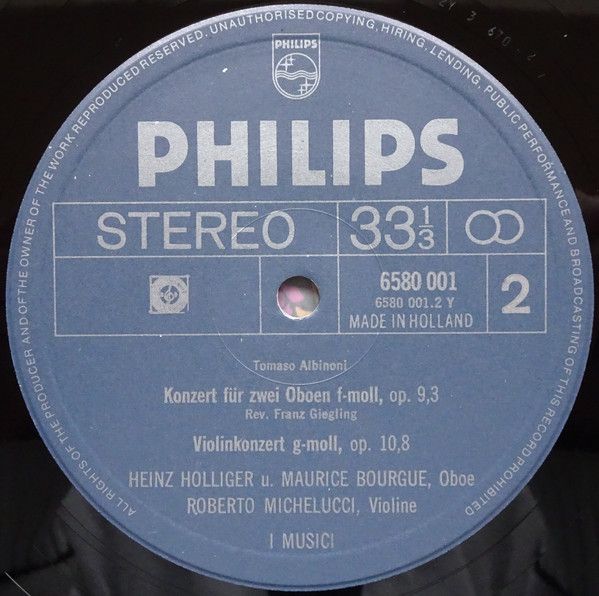 ALL RIGHTS OF THE PRODUCER AND OF THE OWNER OF THE WORK REPRODUCED RESERVED. UNAUTHORISED COPYING, HIRING, LENDING, PUBLIC PERFORMANCE AND BROADCASTING OF THIS RECORD PROHIBITED
PHILIPS
PHILIPS
STEREO 33 1/3
6580 001
6580 001.2 Y
MADE IN HOLLAND
2
Tomaso Albinoni
Konzert für zwei Oboen f-moll, op. 9,3
Rev. Franz Giegling
Violinkonzert g-moll, op. 10,8
HEINZ HOLLIGER u. MAURICE BOURGUE, Oboe
ROBERTO MICHELUCCI, Violine
I MUSICI